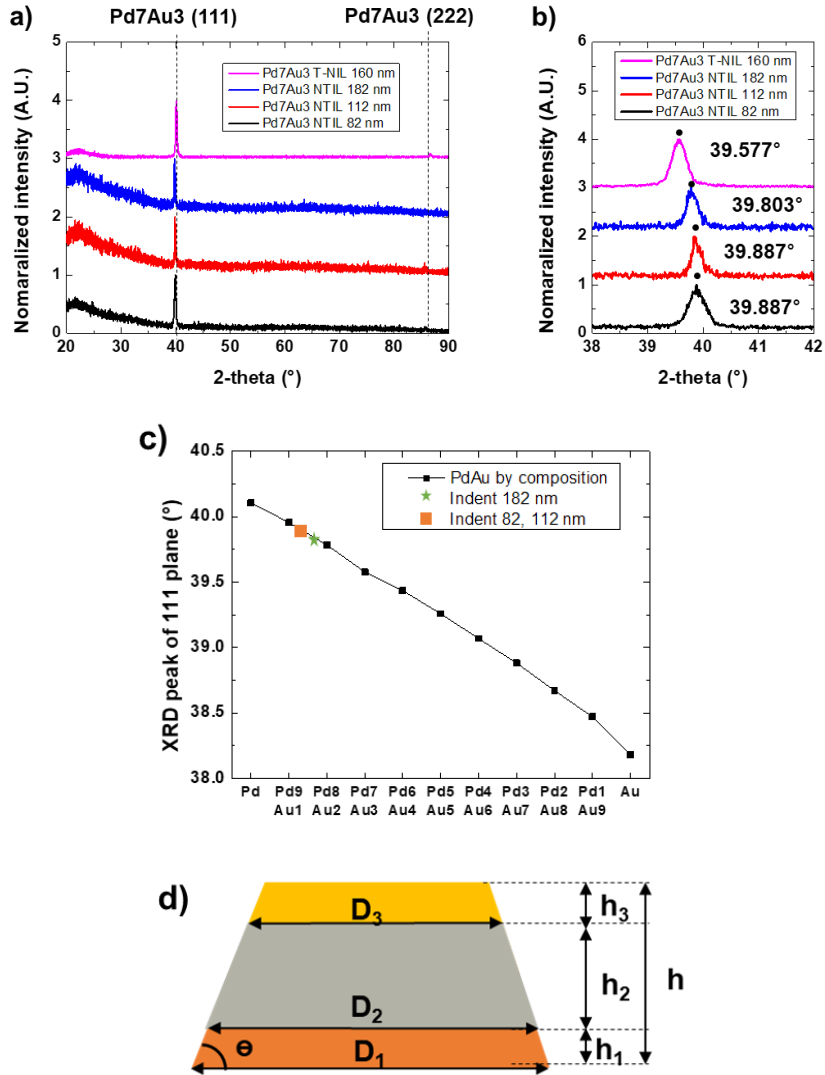 a)
Pd7Au3 (111)
Pd7Au3 (222)
Nomaralized intensity (A.U.)
6
5
4
3
2
1
0
Pd7Au3 T-NIL 160 nm
Pd7Au3 NTIL 182 nm
Pd7Au3 NTIL 112 nm
Pd7Au3 NTIL 82 nm
20 30 40 50 60 70 80 90
2-theta (°)
b)
Nomaralized intensity (A.U.)
6
5
4
3
2
1
0
Pd7Au3 T-NIL 160 nm
Pd7Au3 NTIL 182 nm
Pd7Au3 NTIL 112 nm
Pd7Au3 NTIL 82 nm
39.577°
39.803°
39.887°
39.887°
38 39 40 41 42
2-theta (°)
c)
XRD peak of 111 plane (°)
40.5
40.0
39.5
39.0
38.5
38.0
PdAu by composition
Indent 182 nm
Indent 82, 112 nm
Pd Pd9 Pd8 Pd7 Pd6 Pd5 Pd4 Pd3 Pd2 Pd1 Au
Au1 Au2 Au3 Au4 Au5 Au6 Au7 Au8 Au9
d)
D₃
D₂
D₁
ɵ
h₃
h₂
h₁
h